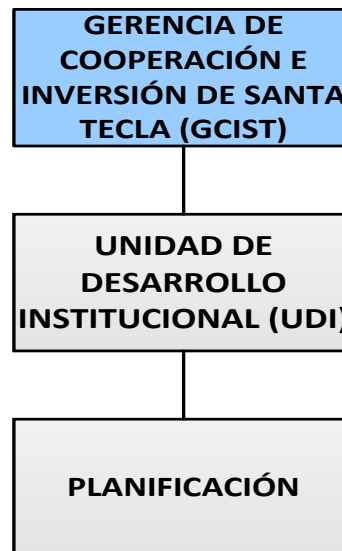 GERENCIA DE
COOPERACIÓN E
INVERSIÓN DE SANTA
TECLA (GCIST)
UNIDAD DE
DESARROLLO
INSTITUCIONAL (UDI)
PLANIFICACIÓN